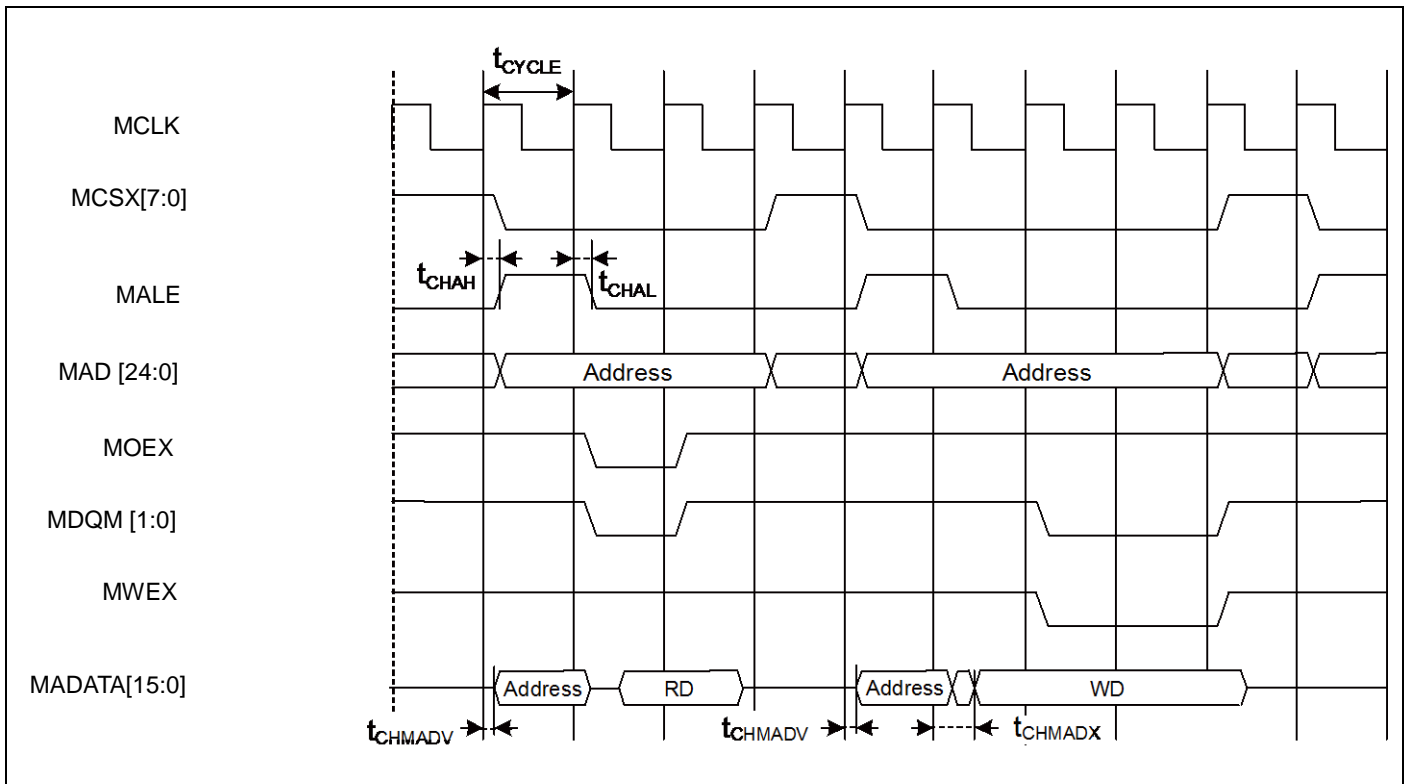 tCYCLE
MCLK
MCSX[7:0]
tCHAH
tCHAL
MALE
MAD [24:0]
Address
Address
MOEX
MDQM [1:0]
MWEX
MADATA[15:0]
Address
RD
Address
WD
tCHMADV
tCHMADV
tCHMADX